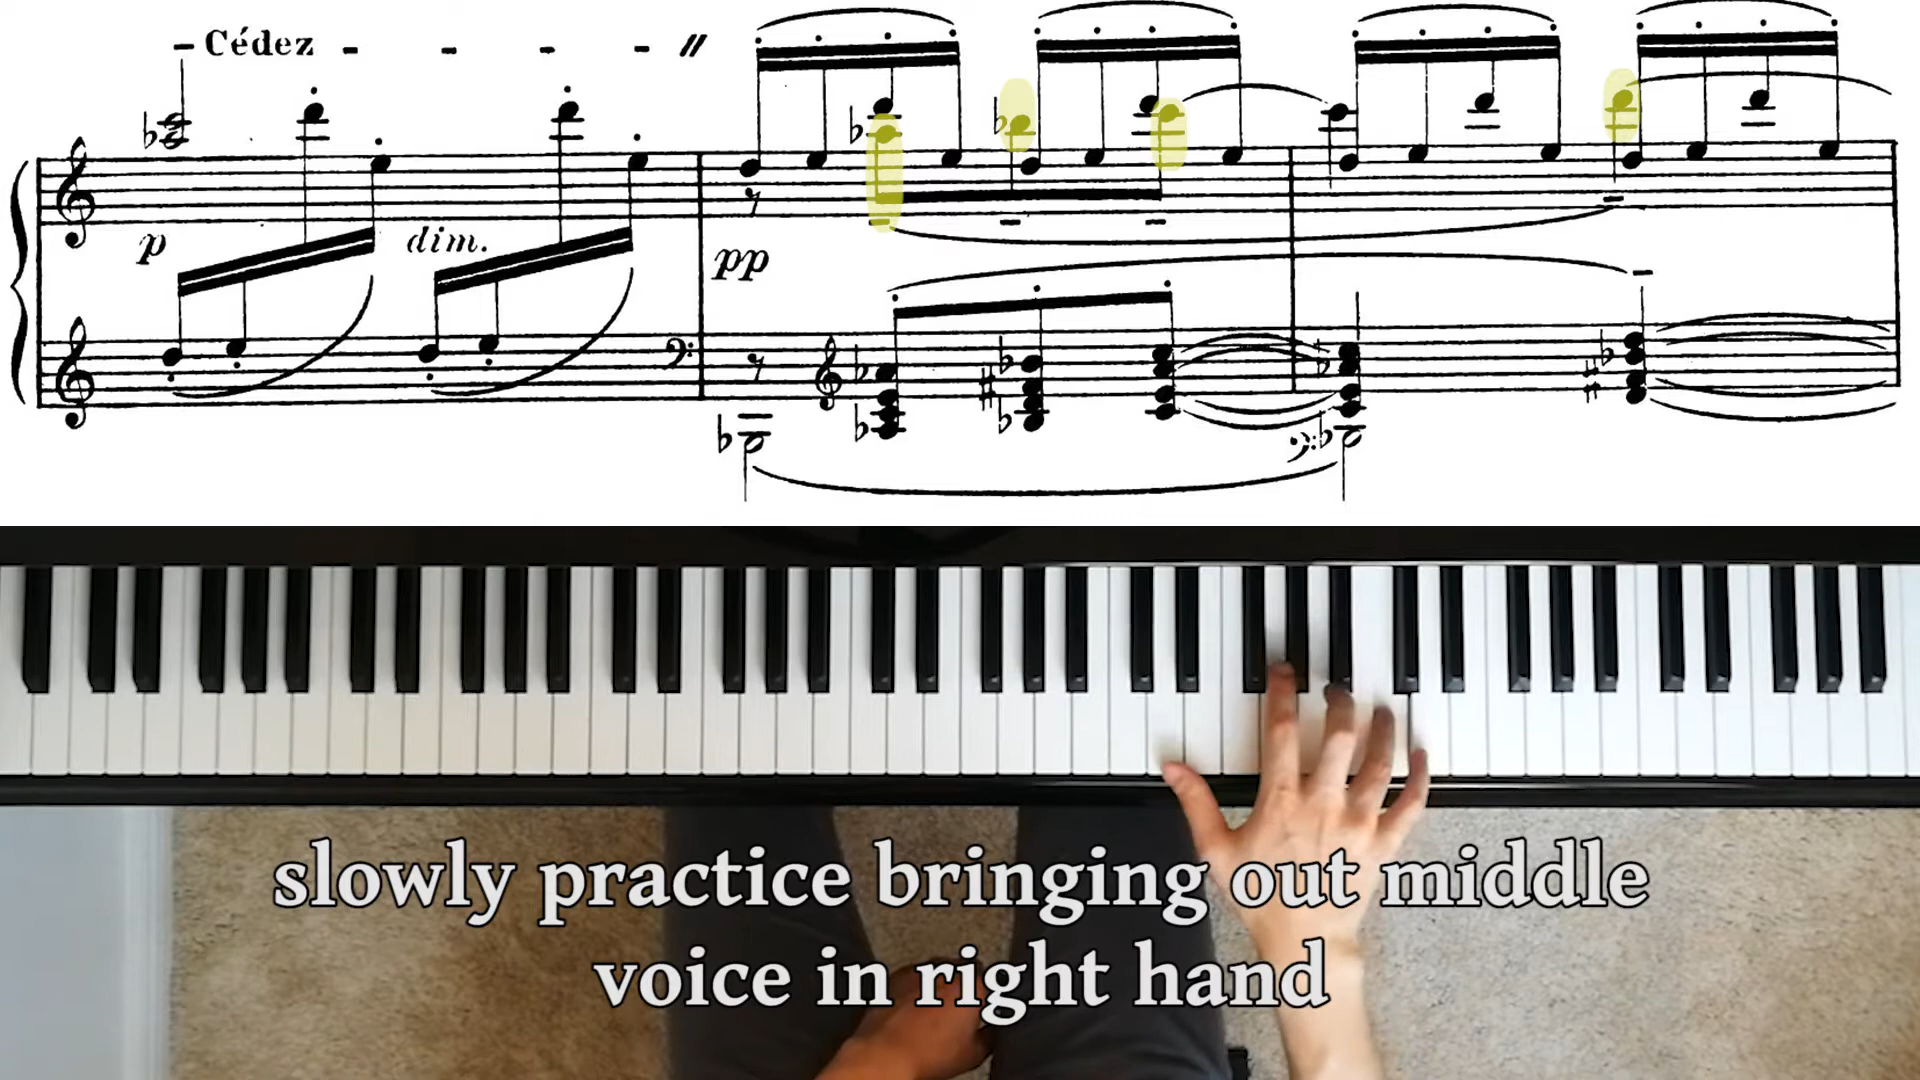 Cédez
p
dim.
pp
slowly practice bringing out middle
voice in right hand